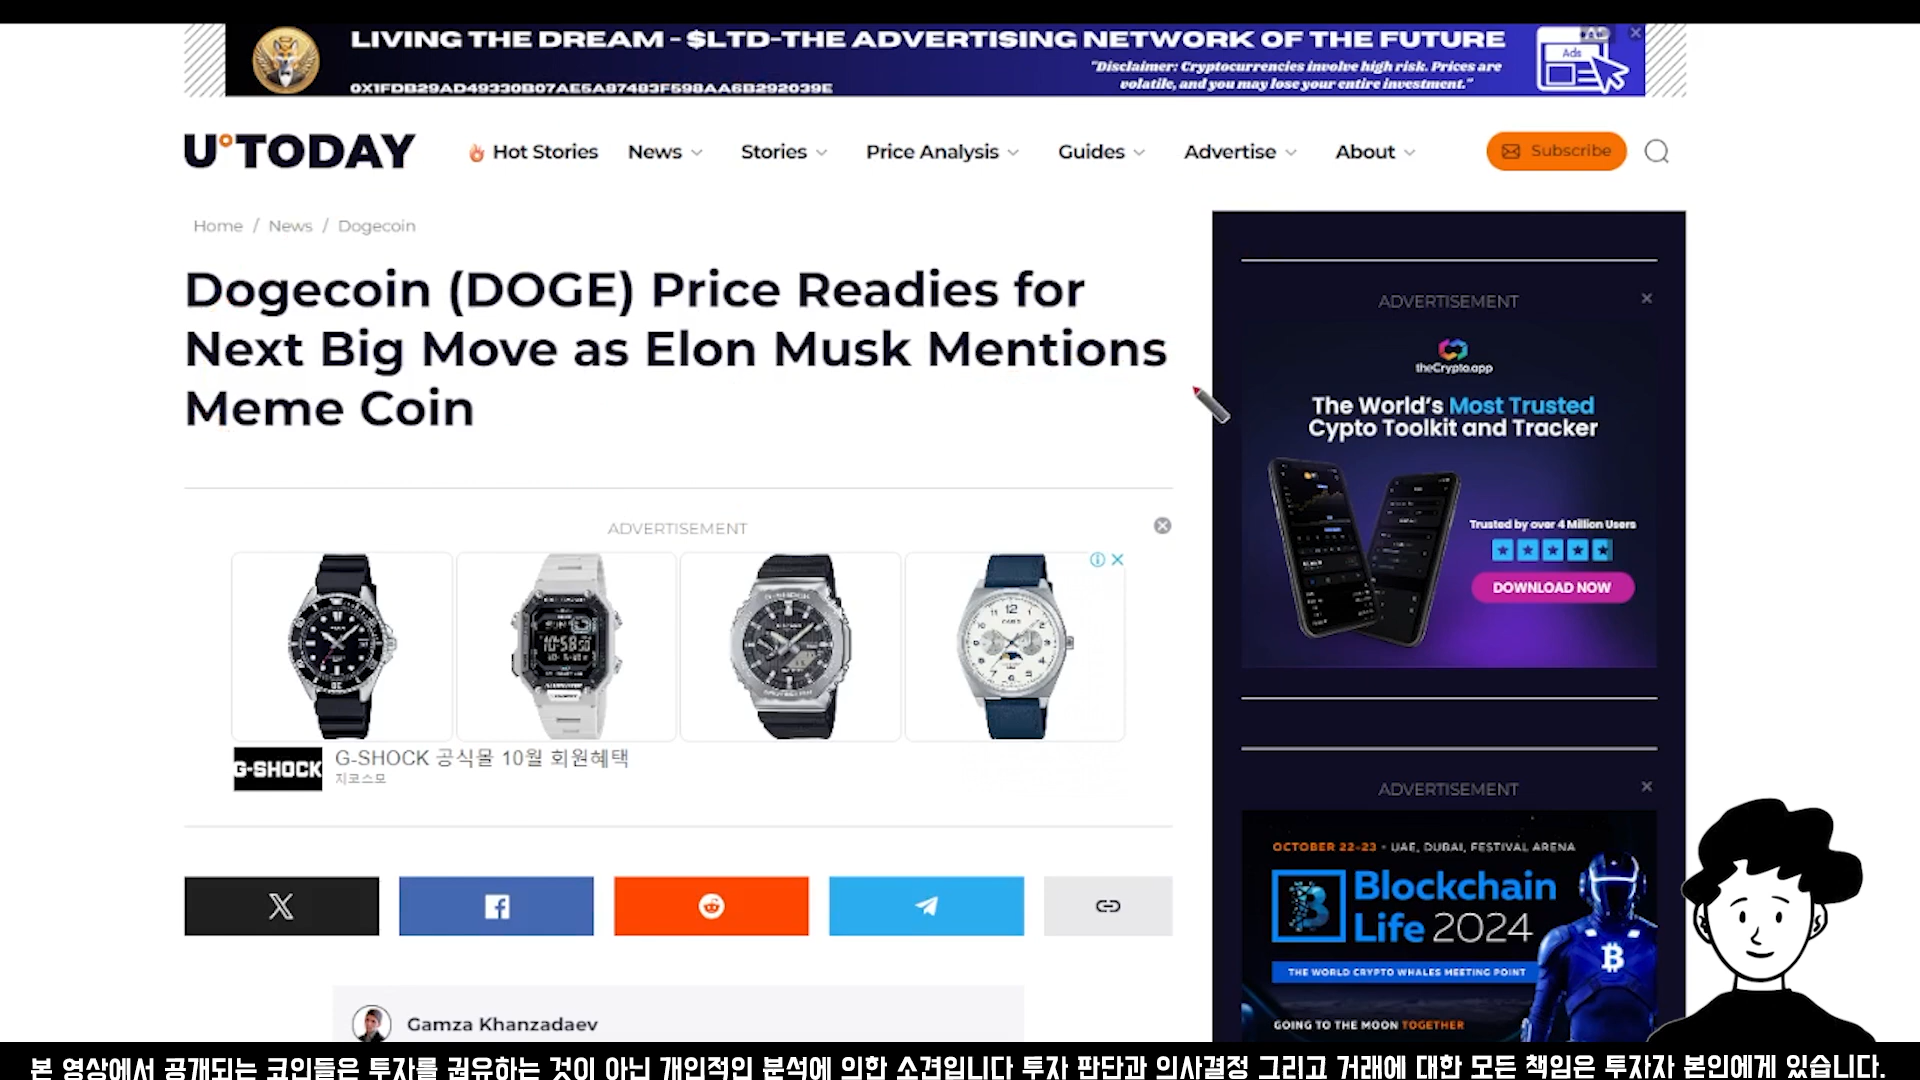 LIVING THE DREAM - $LTD-THE ADVERTISING NETWORK OF THE FUTURE
"Disclaimer: Cryptocurrencies involve high risk. Prices are
volatile, and you may lose your entire investment."
0X1FDB29AD49330B07AE5A87483F598AA6B292039E
Ads
U°TODAY
Hot Stories
News
Stories
Price Analysis
Guides
Advertise
About
Subscribe
Home / News / Dogecoin
Dogecoin (DOGE) Price Readies for
Next Big Move as Elon Musk Mentions
Meme Coin
ADVERTISEMENT
G-SHOCK
G-SHOCK 공식몰 10월 회원혜택
지코스모
Gamza Khanzadaev
ADVERTISEMENT
theCrypto.app
The World's Most Trusted
Cypto Toolkit and Tracker
Trusted by over 4 Million Users
DOWNLOAD NOW
ADVERTISEMENT
OCTOBER 22-23 • UAE, DUBAI, FESTIVAL ARENA
Blockchain
Life 2024
THE WORLD CRYPTO WHALES MEETING POINT
GOING TO THE MOON TOGETHER
본 영상에서 공개되는 코인들은 투자를 권유하는 것이 아닌 개인적인 분석에 의한 소견입니다 투자 판단과 의사결정 그리고 거래에 대한 모든 책임은 투자자 본인에게 있습니다.